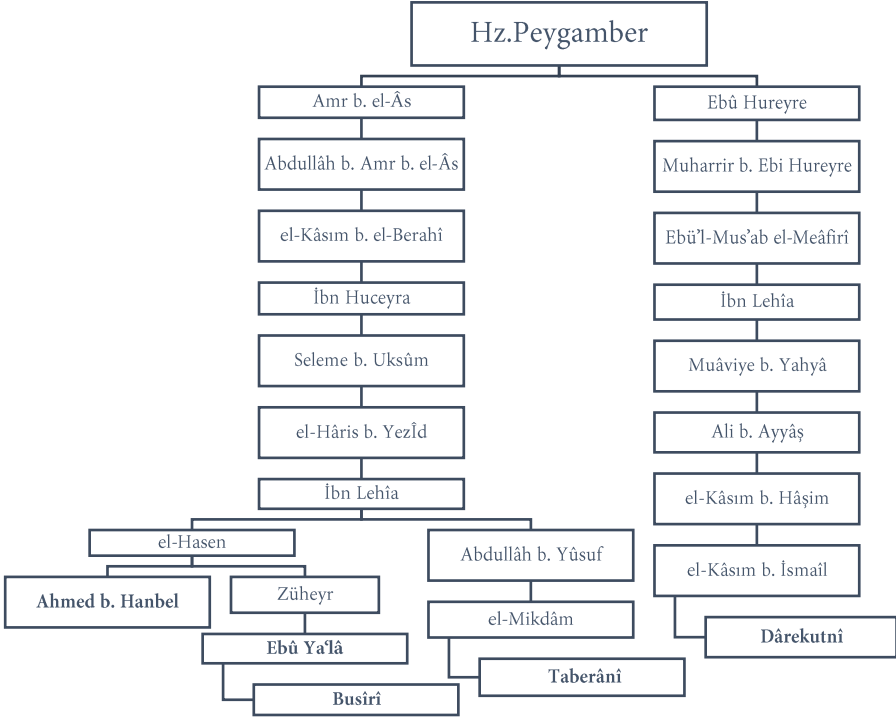 Hz.Peygamber
Amr b. el-Âs
Ebû Hureyre
Abdullâh b. Amr b. el-Âs
Muharrir b. Ebi Hureyre
el-Kâsım b. el-Berahî
Ebü’l-Mus’ab el-Meâfirî
İbn Huceyra
İbn Lehîa
Seleme b. Uksûm
Muâviye b. Yahyâ
el-Hâris b. YezÎd
Ali b. Ayyâş
İbn Lehîa
el-Kâsım b. Hâşim
el-Hasen
Abdullâh b. Yûsuf
el-Kâsım b. İsmaîl
Ahmed b. Hanbel
Züheyr
el-Mikdâm
Dârekutnî
Ebû Ya‘lâ
Taberânî
Busîrî